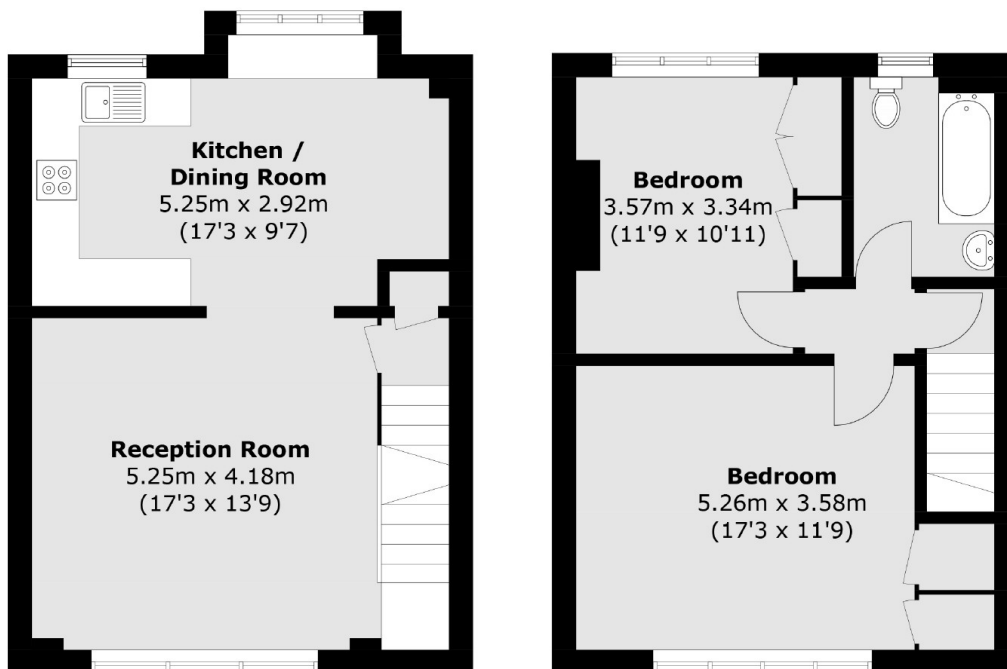 Kitchen /
Dining Room
5.25m x 2.92m
(17'3 x 9'7)
Reception Room
5.25m x 4.18m
(17'3 x 13'9)
Bedroom
3.57m x 3.34m
(11'9 x 10'11)
Bedroom
5.26m x 3.58m
(17'3 x 11'9)